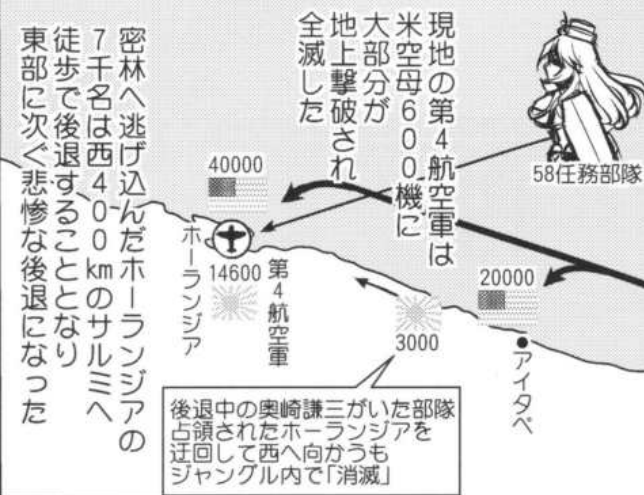 現地の第4航空軍は
米空母600機に
大部分が
地上撃破され
全滅した
58任務部隊
密林へ逃げ込んだホーランジアの
7千名は西400kmのサルミへ
徒歩で後退することとなり
東部に次ぐ悲惨な後退になった
40000
14600
ホーランジア
第4航空軍
20000
3000
アイタペ
後退中の奥崎謙三がいた部隊
占領されたホーランジアを
迂回して西へ向かうも
ジャングル内で「消滅」